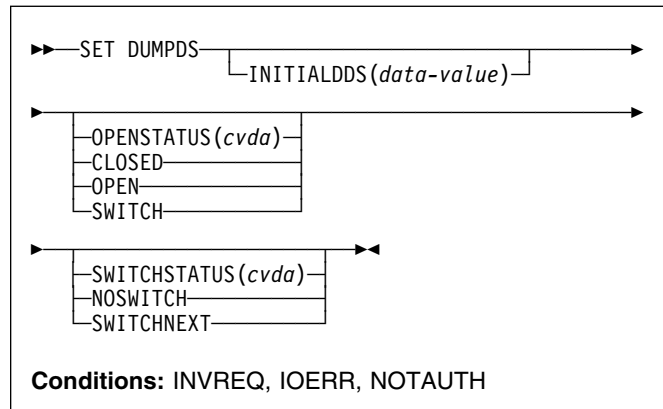 SET DUMPDS
INITIALDDS(data-value)
OPENSTATUS(cvda)
CLOSED
OPEN
SWITCH
SWITCHSTATUS(cvda)
NOSWITCH
SWITCHNEXT
Conditions: INVREQ, IOERR, NOTAUTH